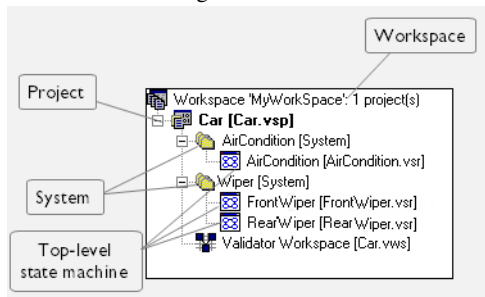 Workspace
Project
Workspace 'MyWorkSpace': 1 project(s)
Car [Car.vsp]
AirCondition [System]
AirCondition [AirCondition.vsr]
System
Wiper [System]
FrontWiper [FrontWiper.vsr]
RearWiper [RearWiper.vsr]
Top-level
state machine
Validator Workspace [Car.vws]